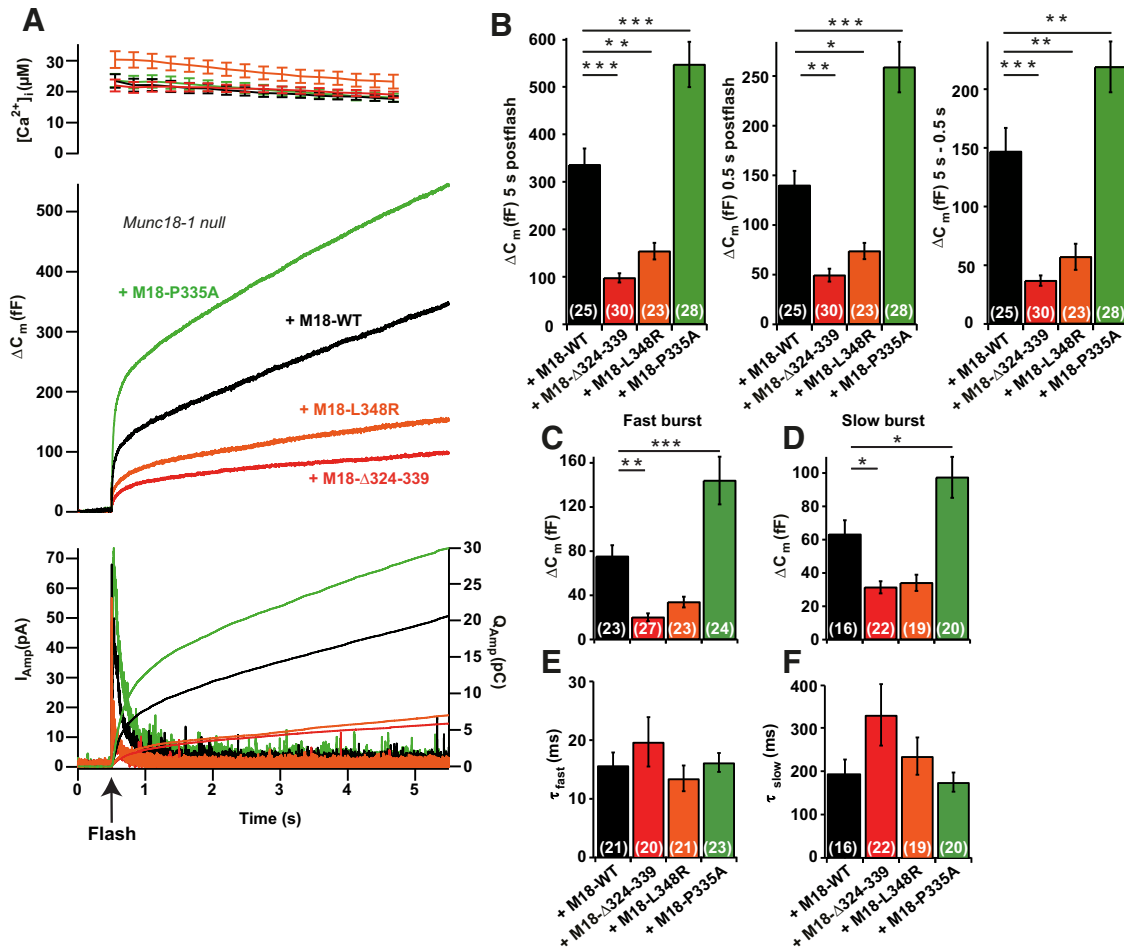 A
[Ca²⁺]ᵢ (µM)
30
20
10
0
Munc18-1 null
ΔCm (fF)
500
400
300
200
100
0
+ M18-P335A
+ M18-WT
+ M18-L348R
+ M18-Δ324-339
IAmp(pA)
70
60
50
40
30
20
10
0
QAmp(pC)
30
25
20
15
10
5
0
0 1 2 3 4 5
Flash
Time (s)
B
ΔCm (fF) 5 s postflash
600
500
400
300
200
100
0
***
**
***
(25) (30) (23) (28)
+ M18-WT
+ M18-Δ324-339
+ M18-L348R
+ M18-P335A
ΔCm (fF) 0.5 s postflash
250
200
150
100
50
0
***
*
**
(25) (30) (23) (28)
+ M18-WT
+ M18-Δ324-339
+ M18-L348R
+ M18-P335A
ΔCm (fF) 5 s - 0.5 s
200
150
100
50
0
**
**
***
(25) (30) (23) (28)
+ M18-WT
+ M18-Δ324-339
+ M18-L348R
+ M18-P335A
C
Fast burst
ΔCm (fF)
160
120
80
40
0
***
**
(23) (27) (23) (24)
D
Slow burst
ΔCm (fF)
100
80
60
40
20
0
*
*
(16) (22) (19) (20)
E
τfast (ms)
30
20
10
0
(21) (20) (21) (23)
+ M18-WT
+ M18-Δ324-339
+ M18-L348R
+ M18-P335A
F
τslow (ms)
400
300
200
100
0
(16) (22) (19) (20)
+ M18-WT
+ M18-Δ324-339
+ M18-L348R
+ M18-P335A